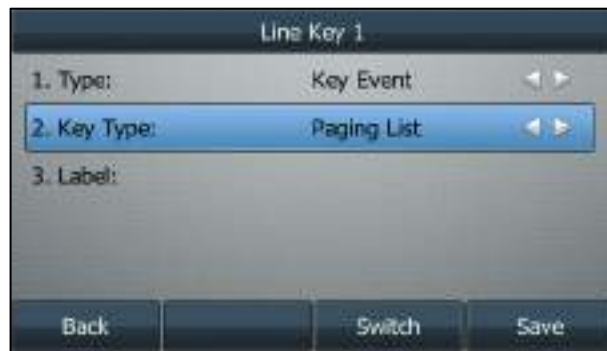 Line Key 1
1. Type: Key Event
2. Key Type: Paging List
3. Label:
Back Switch Save